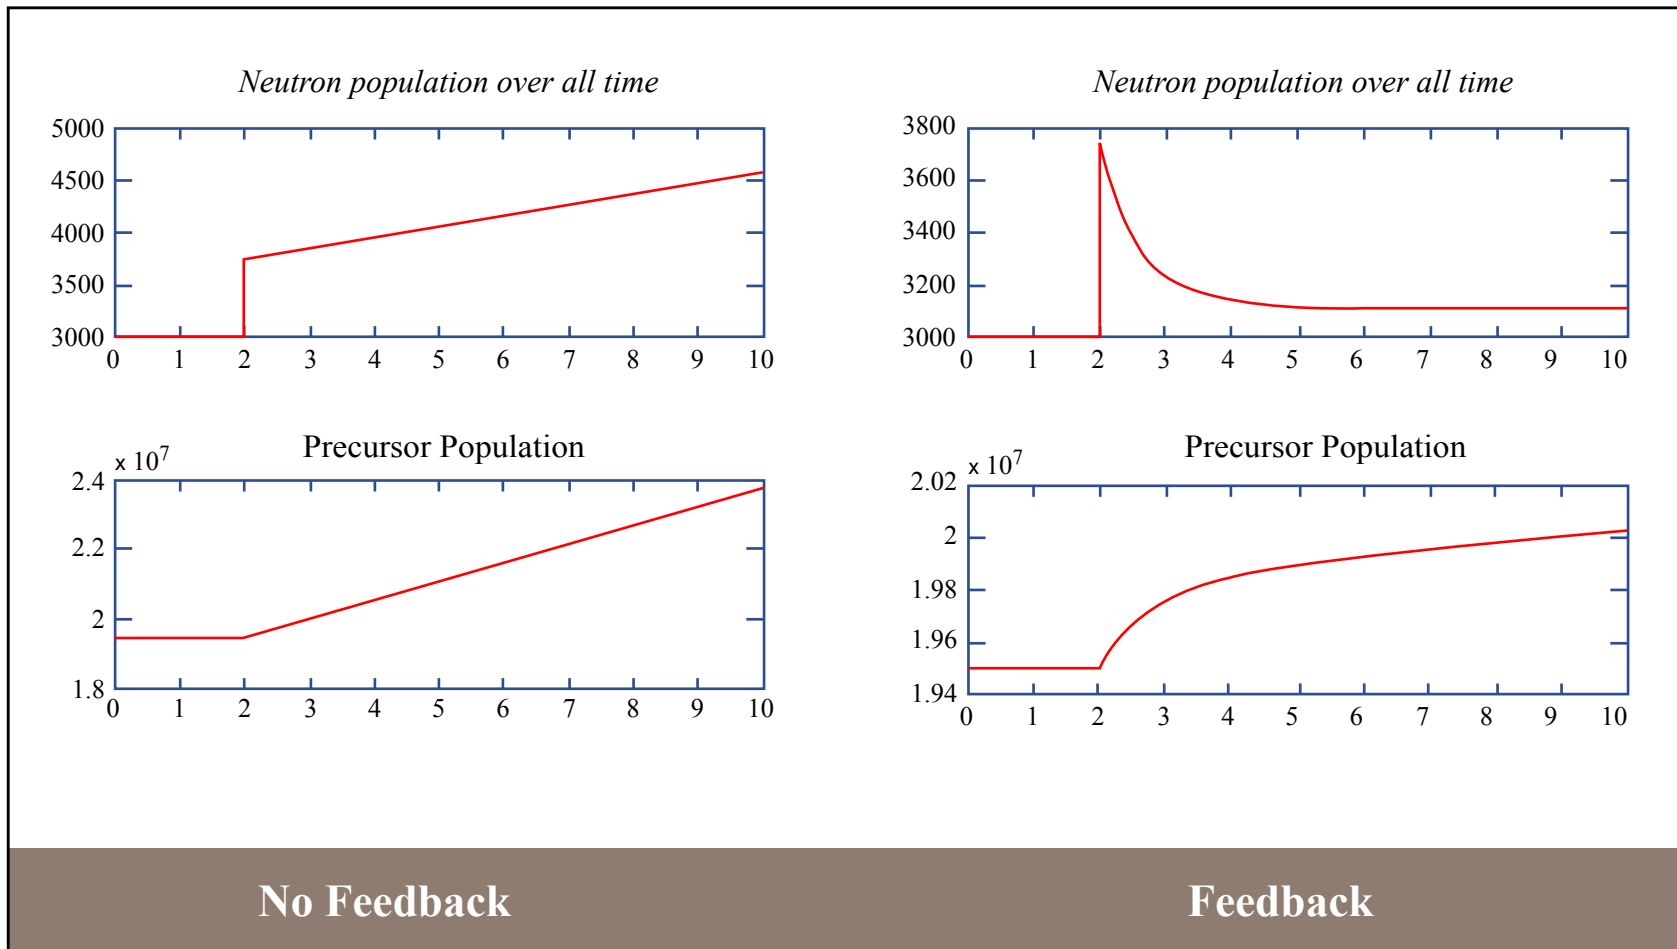 Neutron population over all time
5000
4500
4000
3500
3000
0 1 2 3 4 5 6 7 8 9 10
Precursor Population
x 10^7
2.4
2.2
2
1.8
0 1 2 3 4 5 6 7 8 9 10
Neutron population over all time
3800
3600
3400
3200
3000
0 1 2 3 4 5 6 7 8 9 10
Precursor Population
x 10^7
2.02
2
1.98
1.96
1.94
0 1 2 3 4 5 6 7 8 9 10
No Feedback
Feedback